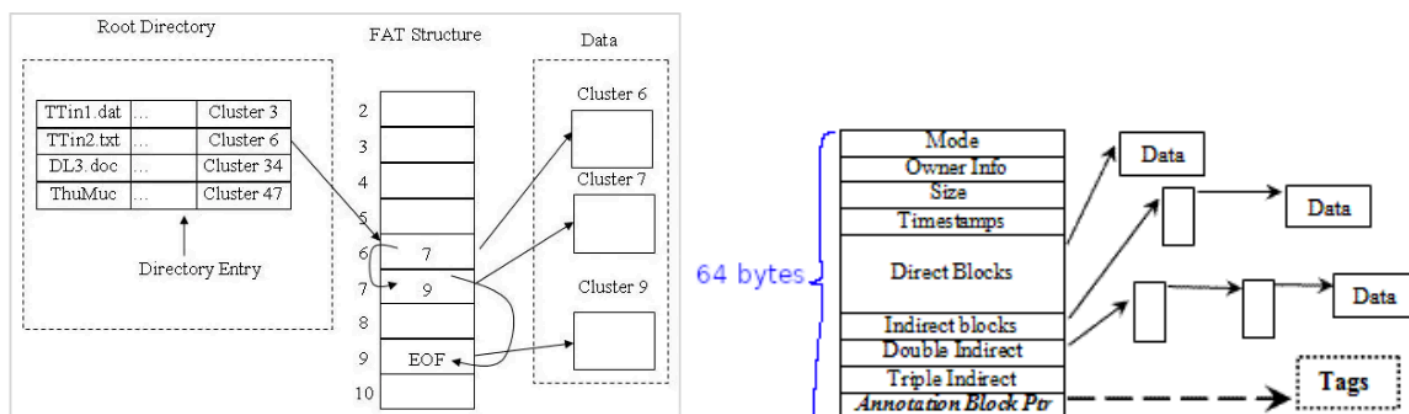 Root Directory
FAT Structure
Data
TTin1.dat ... Cluster 3
TTin2.txt ... Cluster 6
DL3.doc ... Cluster 34
ThuMuc ... Cluster 47
Directory Entry
2
3
4
5
6 7
7 9
8
9 EOF
10
Cluster 6
Cluster 7
Cluster 9
64 bytes
Mode
Owner Info
Size
Timestamps
Direct Blocks
Indirect blocks
Double Indirect
Triple Indirect
Annotation Block Ptr
Data
Data
Data
Tags